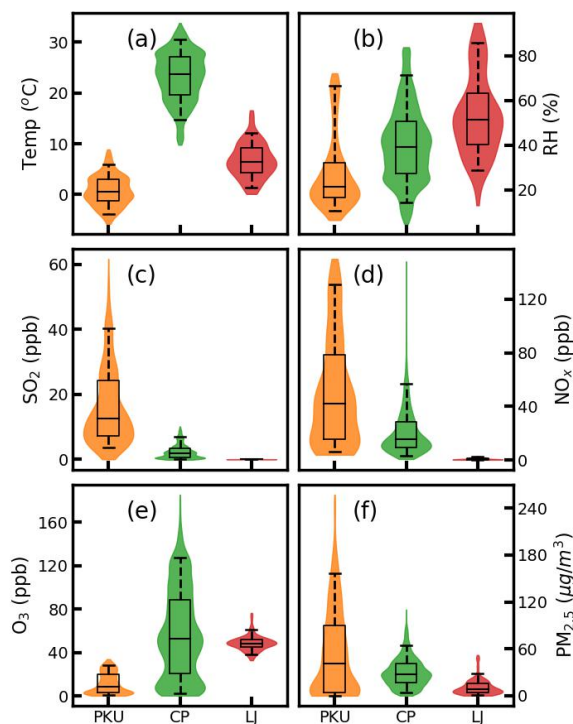 (a)
Temp (°C)
30
20
10
0
(b)
RH (%)
80
60
40
20
(c)
SO₂ (ppb)
60
40
20
0
(d)
NOₓ (ppb)
120
80
40
0
(e)
O₃ (ppb)
160
120
80
40
0
PKU CP LJ
(f)
PM₂.₅ (μg/m³)
240
180
120
60
0
PKU CP LJ